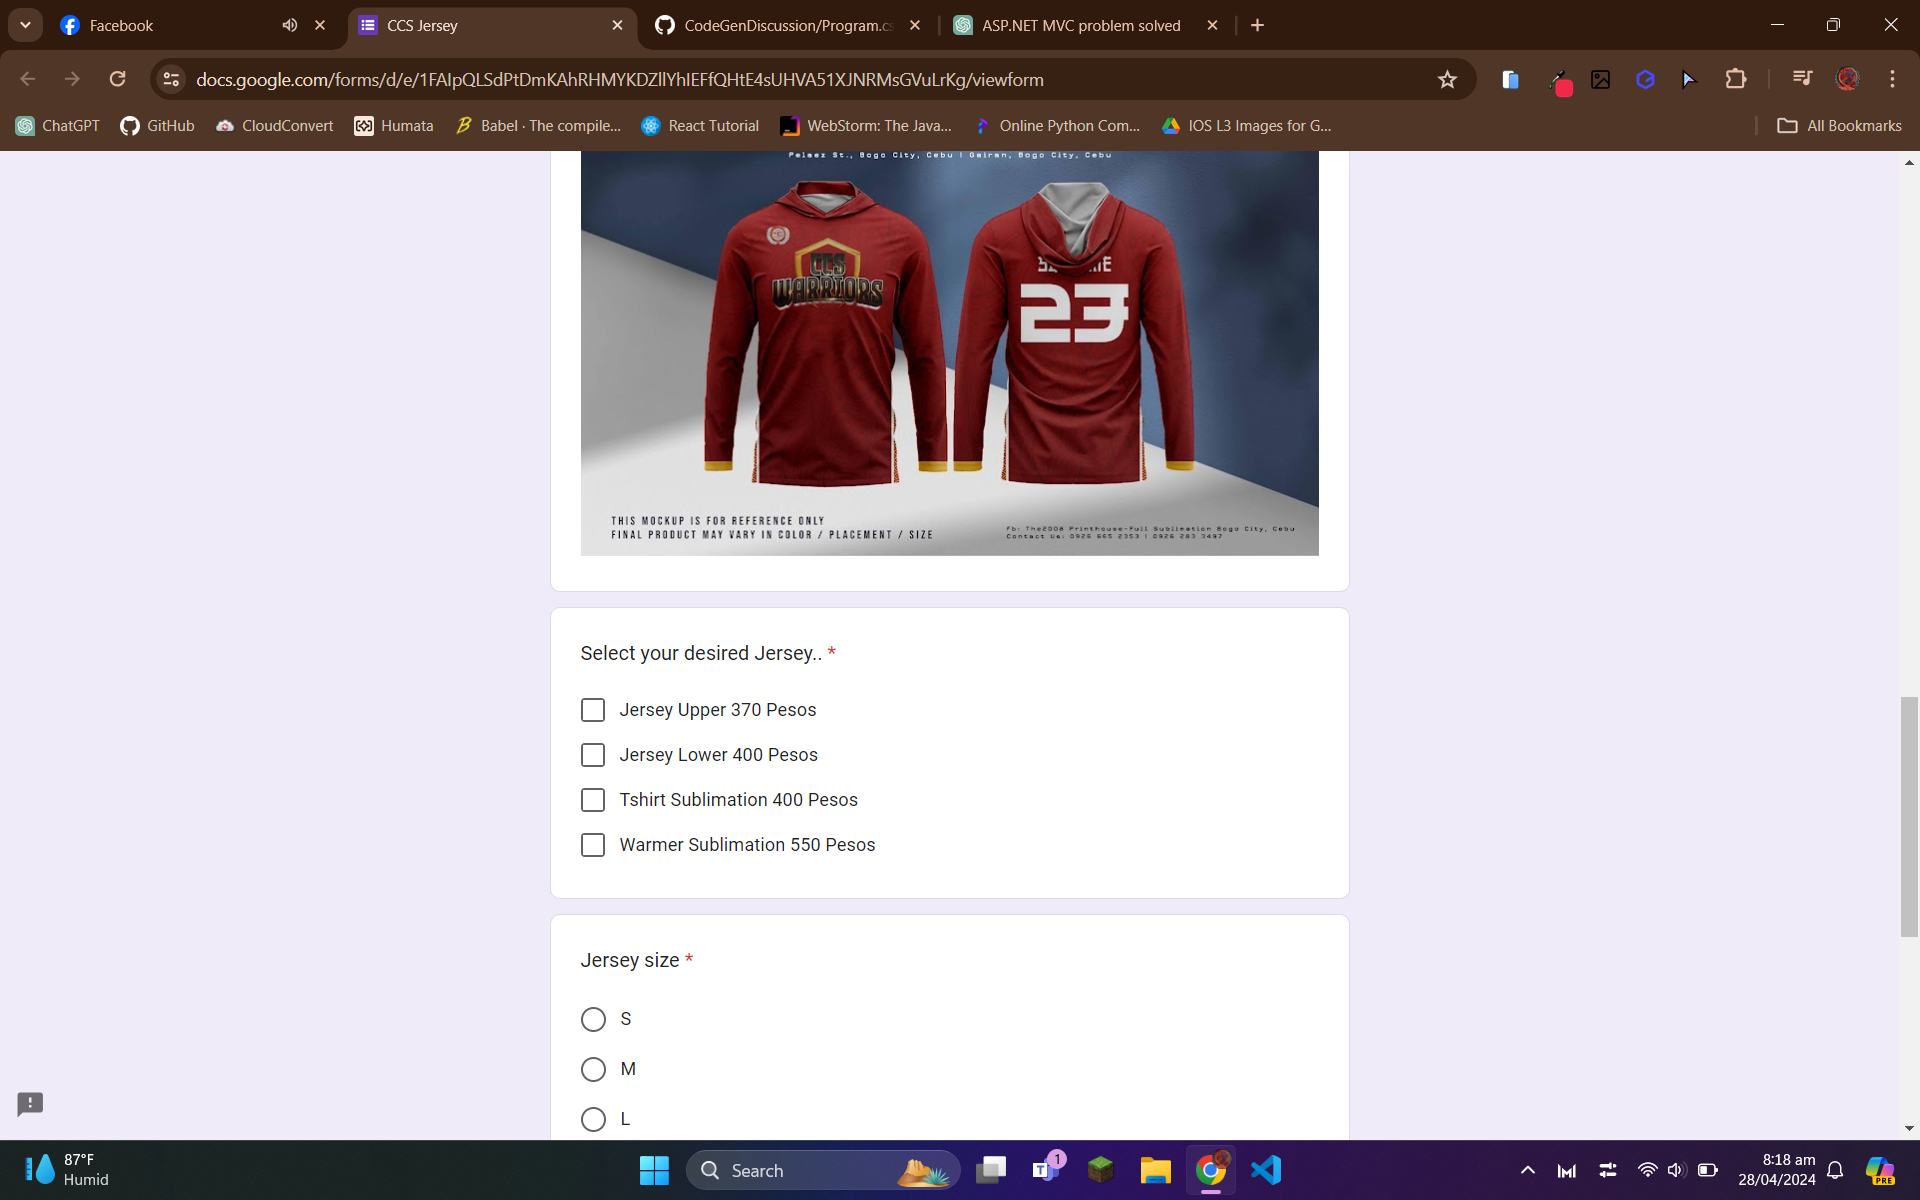 Facebook
CCS Jersey
CodeGenDiscussion/Program.cs
ASP.NET MVC problem solved
docs.google.com/forms/d/e/1FAIpQLSdPtDmKAhRHMYKDZllYhIEFfQHtE4sUHVA51XJNRMsGVuLrKg/viewform
ChatGPT
GitHub
CloudConvert
Humata
Babel · The compile...
React Tutorial
WebStorm: The Java...
Online Python Com...
IOS L3 Images for G...
All Bookmarks
Pelaez St., Bogo City, Cebu | Gairan, Bogo City, Cebu
CCS
WARRIORS
23
THIS MOCKUP IS FOR REFERENCE ONLY
FINAL PRODUCT MAY VARY IN COLOR / PLACEMENT / SIZE
Fb: The2008 Printhouse-Full Sublimation Bogo City, Cebu
Contact Us: 0926 665 2353 | 0926 283 3497
Select your desired Jersey.. *
Jersey Upper 370 Pesos
Jersey Lower 400 Pesos
Tshirt Sublimation 400 Pesos
Warmer Sublimation 550 Pesos
Jersey size *
S
M
L
87°F
Humid
Search
1
8:18 am
28/04/2024
PRE